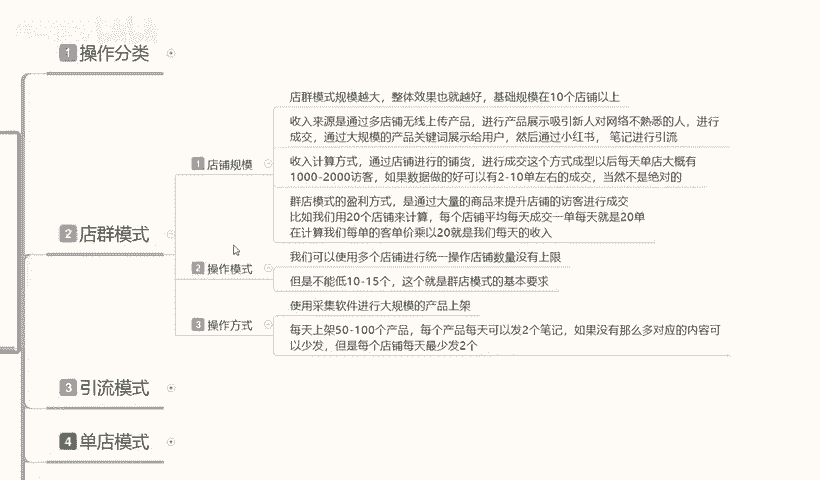 1 操作分类
店群模式规模越大，整体效果也就越好，基础规模在10个店铺以上
收入来源是通过多店铺无线上传产品，进行产品展示吸引新人对网络不熟悉的人，进行
成交，通过大规模的产品关键词展示给用户，然后通过小红书， 笔记进行引流
1 店铺规模
收入计算方式，通过店铺进行的铺货，进行成交这个方式成型以后每天单店大概有
1000-2000访客，如果数据做的好可以有2-10单左右的成交，当然不是绝对的
群店模式的盈利方式，是通过大量的商品来提升店铺的访客进行成交
比如我们用20个店铺来计算，每个店铺平均每天成交一单每天就是20单
在计算我们每单的客单价乘以20就是我们每天的收入
2 店群模式
2 操作模式
我们可以使用多个店铺进行统一操作店铺数量没有上限
但是不能低10-15个，这个就是群店模式的基本要求
3 操作方式
使用采集软件进行大规模的产品上架
每天上架50-100个产品，每个产品每天可以发2个笔记，如果没有那么多对应的内容可
以少发，但是每个店铺每天最少发2个
3 引流模式
4 单店模式